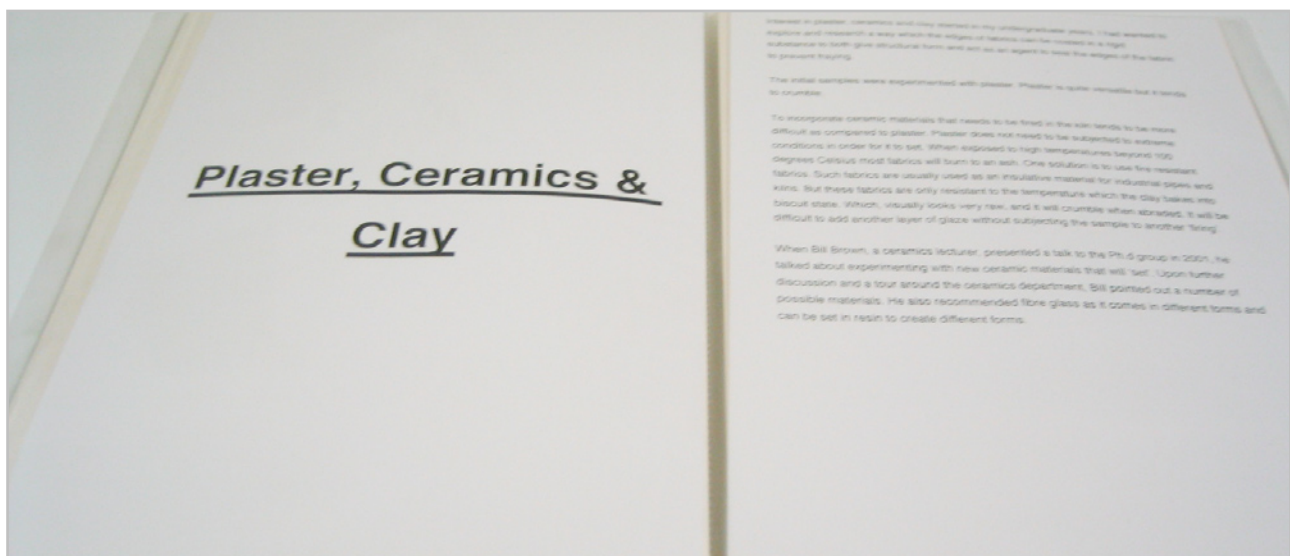 Plaster, Ceramics &
Clay
interest in plaster, ceramics and clay started in my undergraduate years. I had wanted to
explore and research a way which the edges of fabrics can be coated in a rigid
substance to both give structural form and act as an agent to seal the edges of the fabric
to prevent fraying.
The initial samples were experimented with plaster. Plaster is quite versatile but it tends
to crumble.
To incorporate ceramic materials that needs to be fired in the kiln tends to be more
difficult as compared to plaster. Plaster does not need to be subjected to extreme
conditions in order for it to set. When exposed to high temperatures beyond 100
degrees Celsius most fabrics will burn to an ash. One solution is to use fire resistant
fabrics. Such fabrics are usually used as an insulative material for industrial pipes and
kilns. But these fabrics are only resistant to the temperature which the clay bakes into
biscuit state. Which, visually looks very raw, and it will crumble when abraded. It will be
difficult to add another layer of glaze without subjecting the sample to another 'firing'.
When Bill Brown, a ceramics lecturer, presented a talk to the Ph.d group in 2001, he
talked about experimenting with new ceramic materials that will 'set'. Upon further
discussion and a tour around the ceramics department, Bill pointed out a number of
possible materials. He also recommended fibre glass as it comes in different forms and
can be set in resin to create different forms.